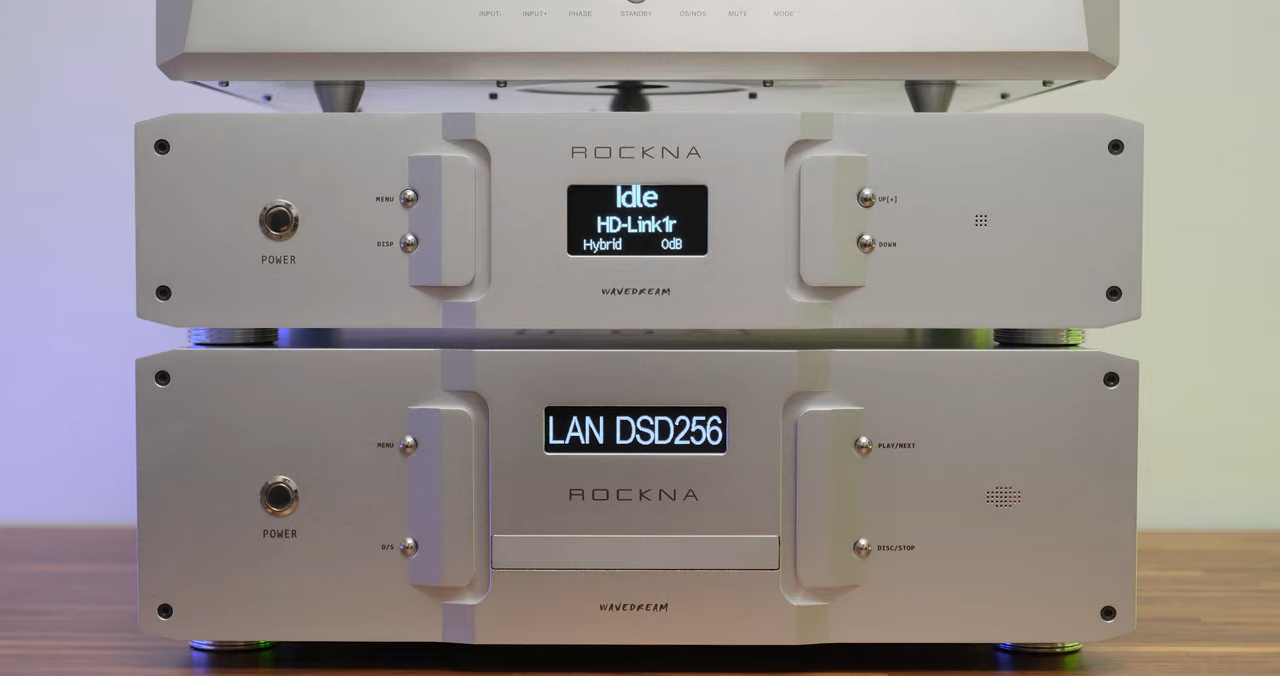 INPUT- INPUT+ PHASE STANDBY OS/NOS MUTE MODE
ROCKNA
Idle
HD-Link1r
Hybrid 0dB
MENU
DISP
UP[+]
DOWN
POWER
WAVEDREAM
LAN DSD256
MENU
PLAY/NEXT
ROCKNA
POWER
D/S
DISC/STOP
WAVEDREAM